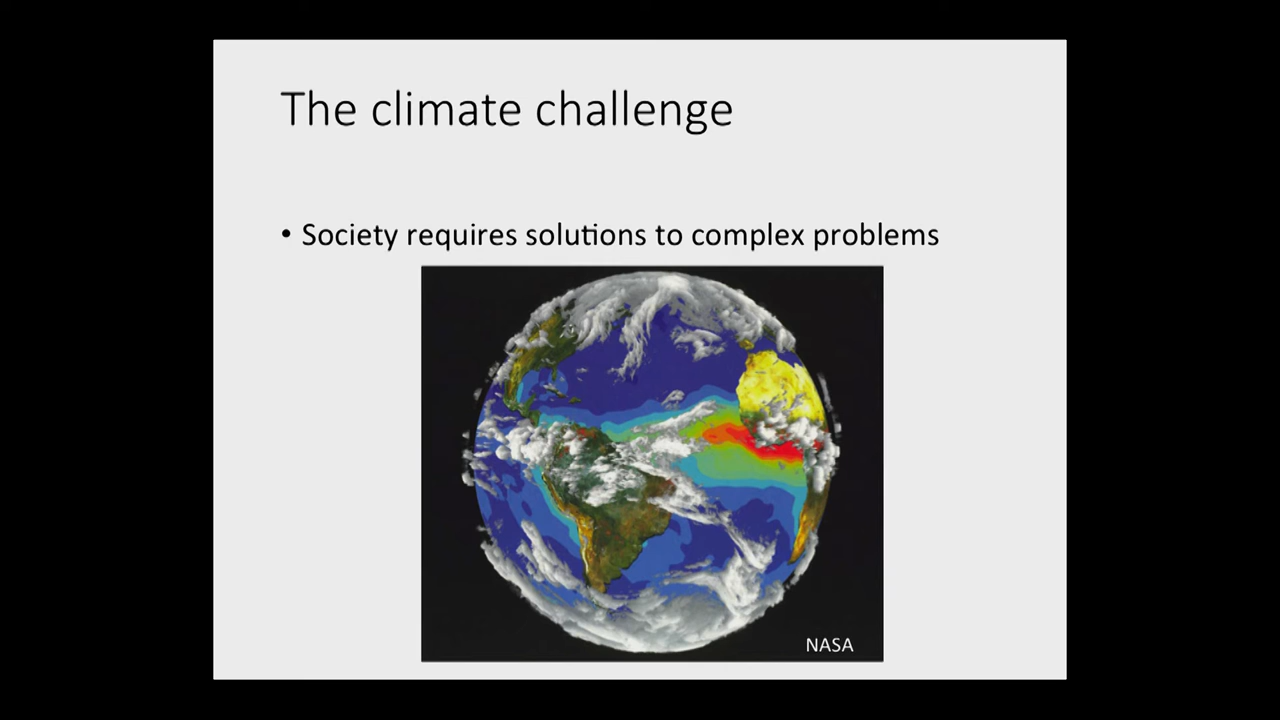 The climate challenge
• Society requires solutions to complex problems
NASA